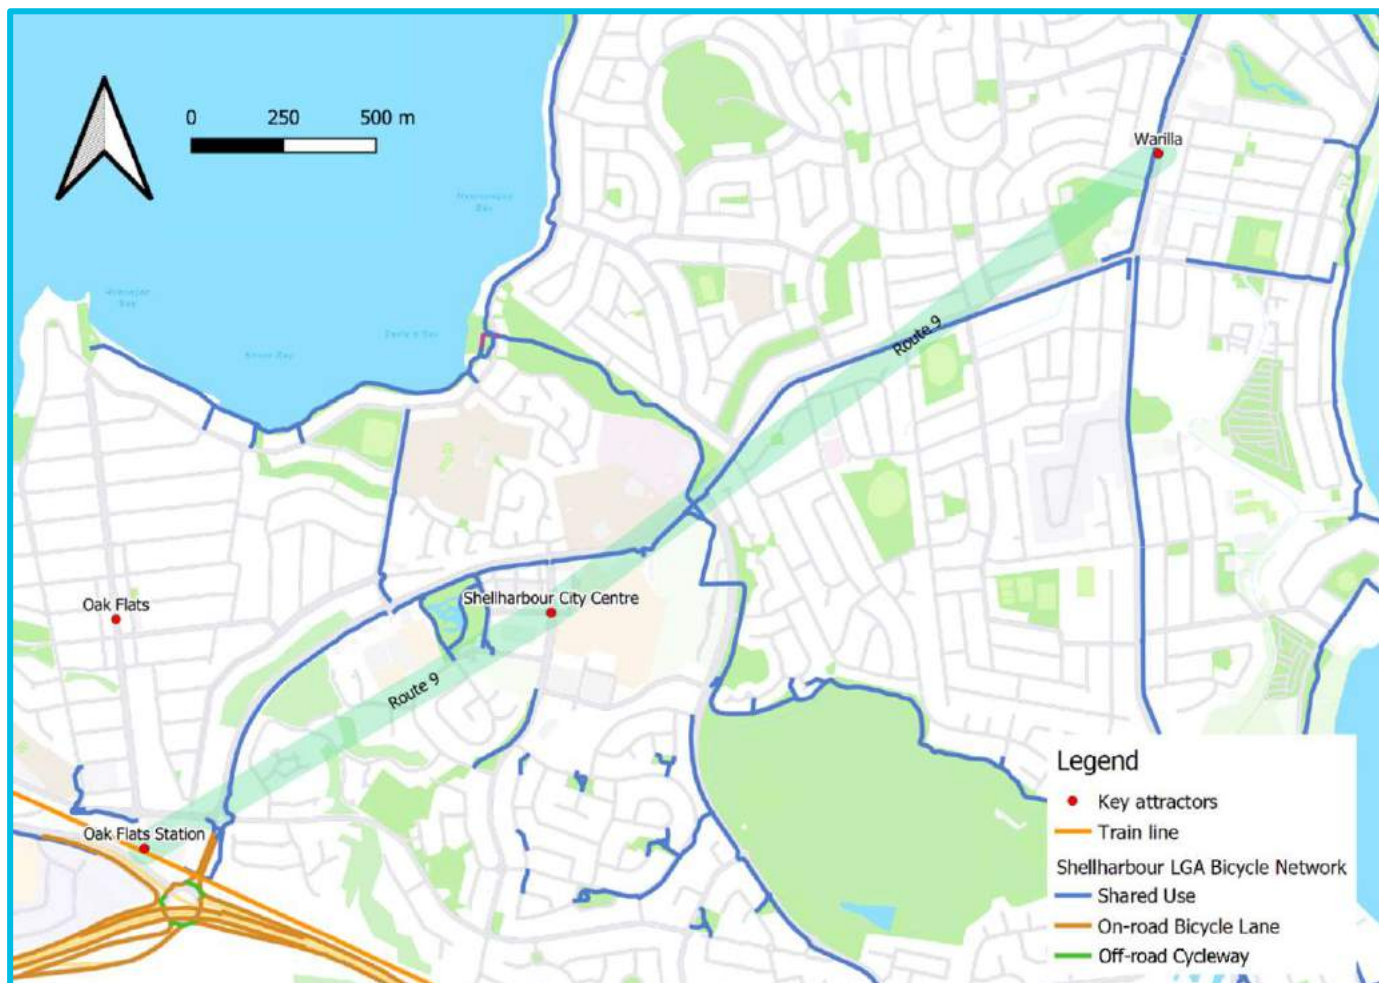 0 250 500 m
Warilla
Route 9
Oak Flats
Shellharbour City Centre
Route 9
Oak Flats Station
Legend
Key attractors
Train line
Shellharbour LGA Bicycle Network
Shared Use
On-road Bicycle Lane
Off-road Cycleway